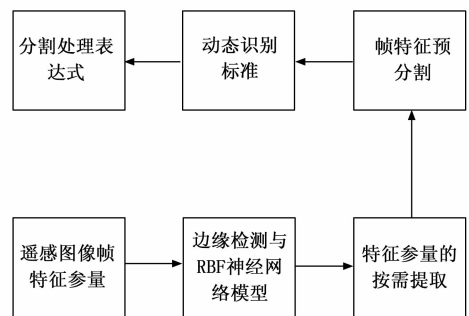 分割处理表
达式
动态识别
标准
帧特征预
分割
遥感图像帧
特征参量
边缘检测与
RBF神经网
络模型
特征参量的
按需提取